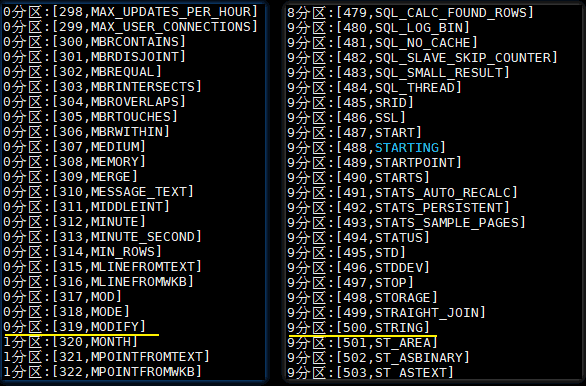 0分区:[298,MAX_UPDATES_PER_HOUR]
0分区:[299,MAX_USER_CONNECTIONS]
0分区:[300,MBRCONTAINS]
0分区:[301,MBRDISJOINT]
0分区:[302,MBREQUAL]
0分区:[303,MBRINTERSECTS]
0分区:[304,MBROVERLAPS]
0分区:[305,MBRTOUCHES]
0分区:[306,MBRWITHIN]
0分区:[307,MEDIUM]
0分区:[308,MEMORY]
0分区:[309,MERGE]
0分区:[310,MESSAGE_TEXT]
0分区:[311,MIDDLEINT]
0分区:[312,MINUTE]
0分区:[313,MINUTE_SECOND]
0分区:[314,MIN_ROWS]
0分区:[315,MLINEFROMTEXT]
0分区:[316,MLINEFROMWKB]
0分区:[317,MOD]
0分区:[318,MODE]
0分区:[319,MODIFY]
1分区:[320,MONTH]
1分区:[321,MPOINTFROMTEXT]
1分区:[322,MPOINTFROMWKB]
8分区:[479,SQL_CALC_FOUND_ROWS]
9分区:[480,SQL_LOG_BIN]
9分区:[481,SQL_NO_CACHE]
9分区:[482,SQL_SLAVE_SKIP_COUNTER]
9分区:[483,SQL_SMALL_RESULT]
9分区:[484,SQL_THREAD]
9分区:[485,SRID]
9分区:[486,SSL]
9分区:[487,START]
9分区:[488,STARTING]
9分区:[489,STARTPOINT]
9分区:[490,STARTS]
9分区:[491,STATS_AUTO_RECALC]
9分区:[492,STATS_PERSISTENT]
9分区:[493,STATS_SAMPLE_PAGES]
9分区:[494,STATUS]
9分区:[495,STD]
9分区:[496,STDDEV]
9分区:[497,STOP]
9分区:[498,STORAGE]
9分区:[499,STRAIGHT_JOIN]
9分区:[500,STRING]
9分区:[501,ST_AREA]
9分区:[502,ST_ASBINARY]
9分区:[503,ST_ASTEXT]